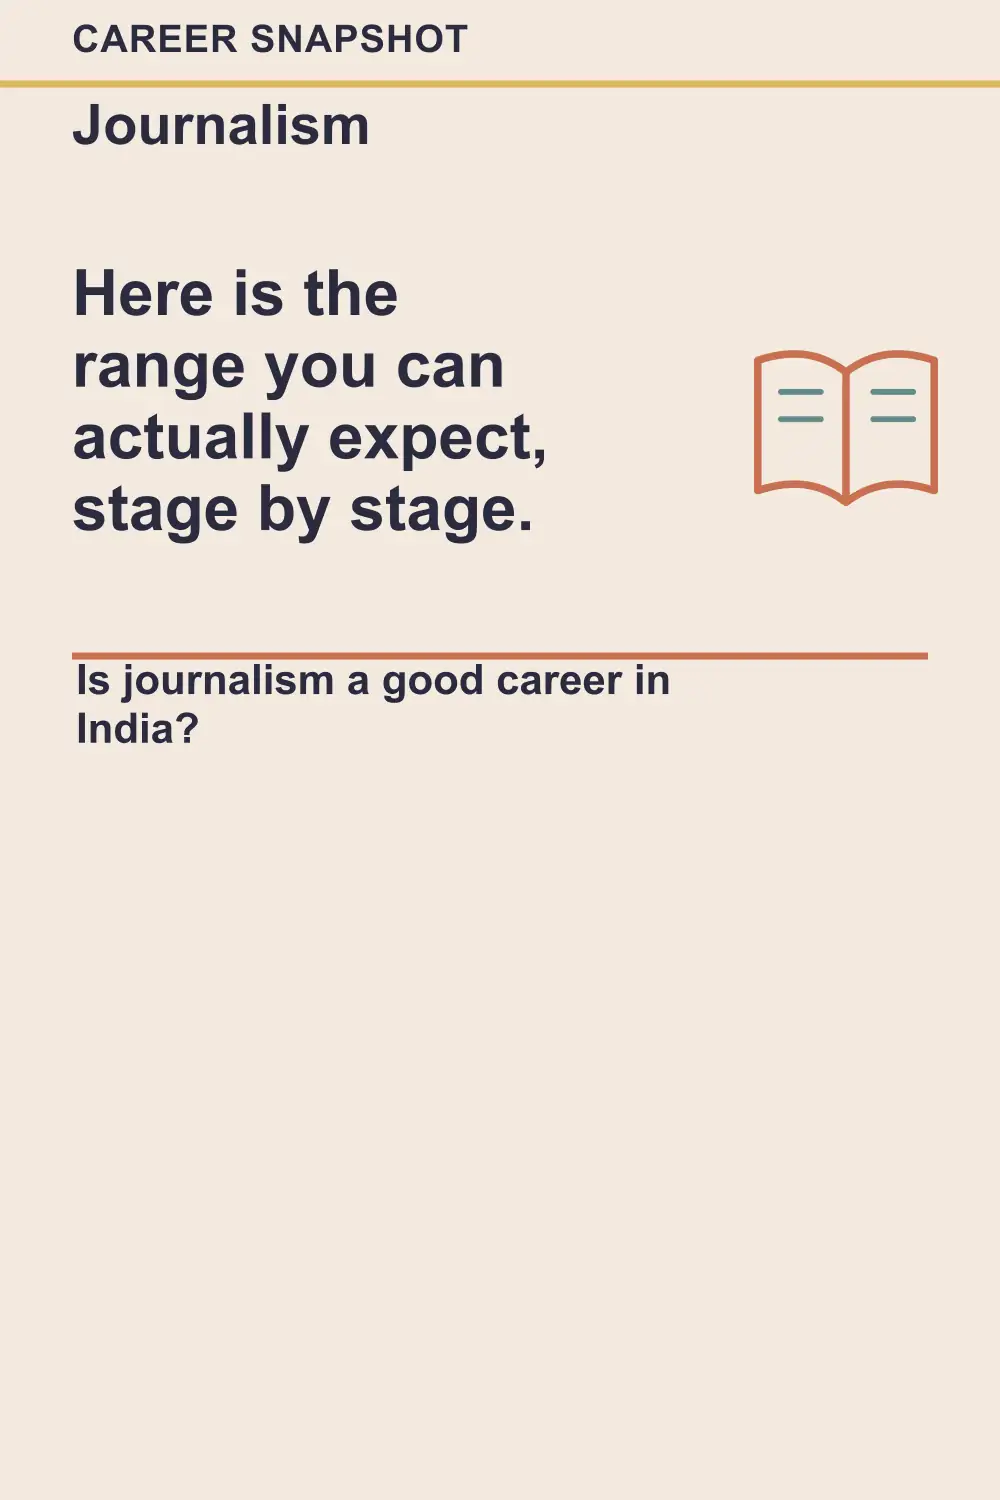 CAREER SNAPSHOT
Journalism
Here is the
range you can
actually expect,
stage by stage.
Is journalism a good career in
India?